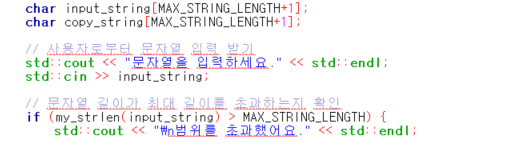 char input_string[MAX_STRING_LENGTH+1];
char copy_string[MAX_STRING_LENGTH+1];
// 사용자로부터 문자열 입력 받기
std::cout << "문자열을 입력하세요." << std::endl;
std::cin >> input_string;
// 문자열 길이가 최대 길이를 초과하는지 확인
if (my_strlen(input_string) > MAX_STRING_LENGTH) {
std::cout << "₩n범위를 초과했어요." << std::endl;